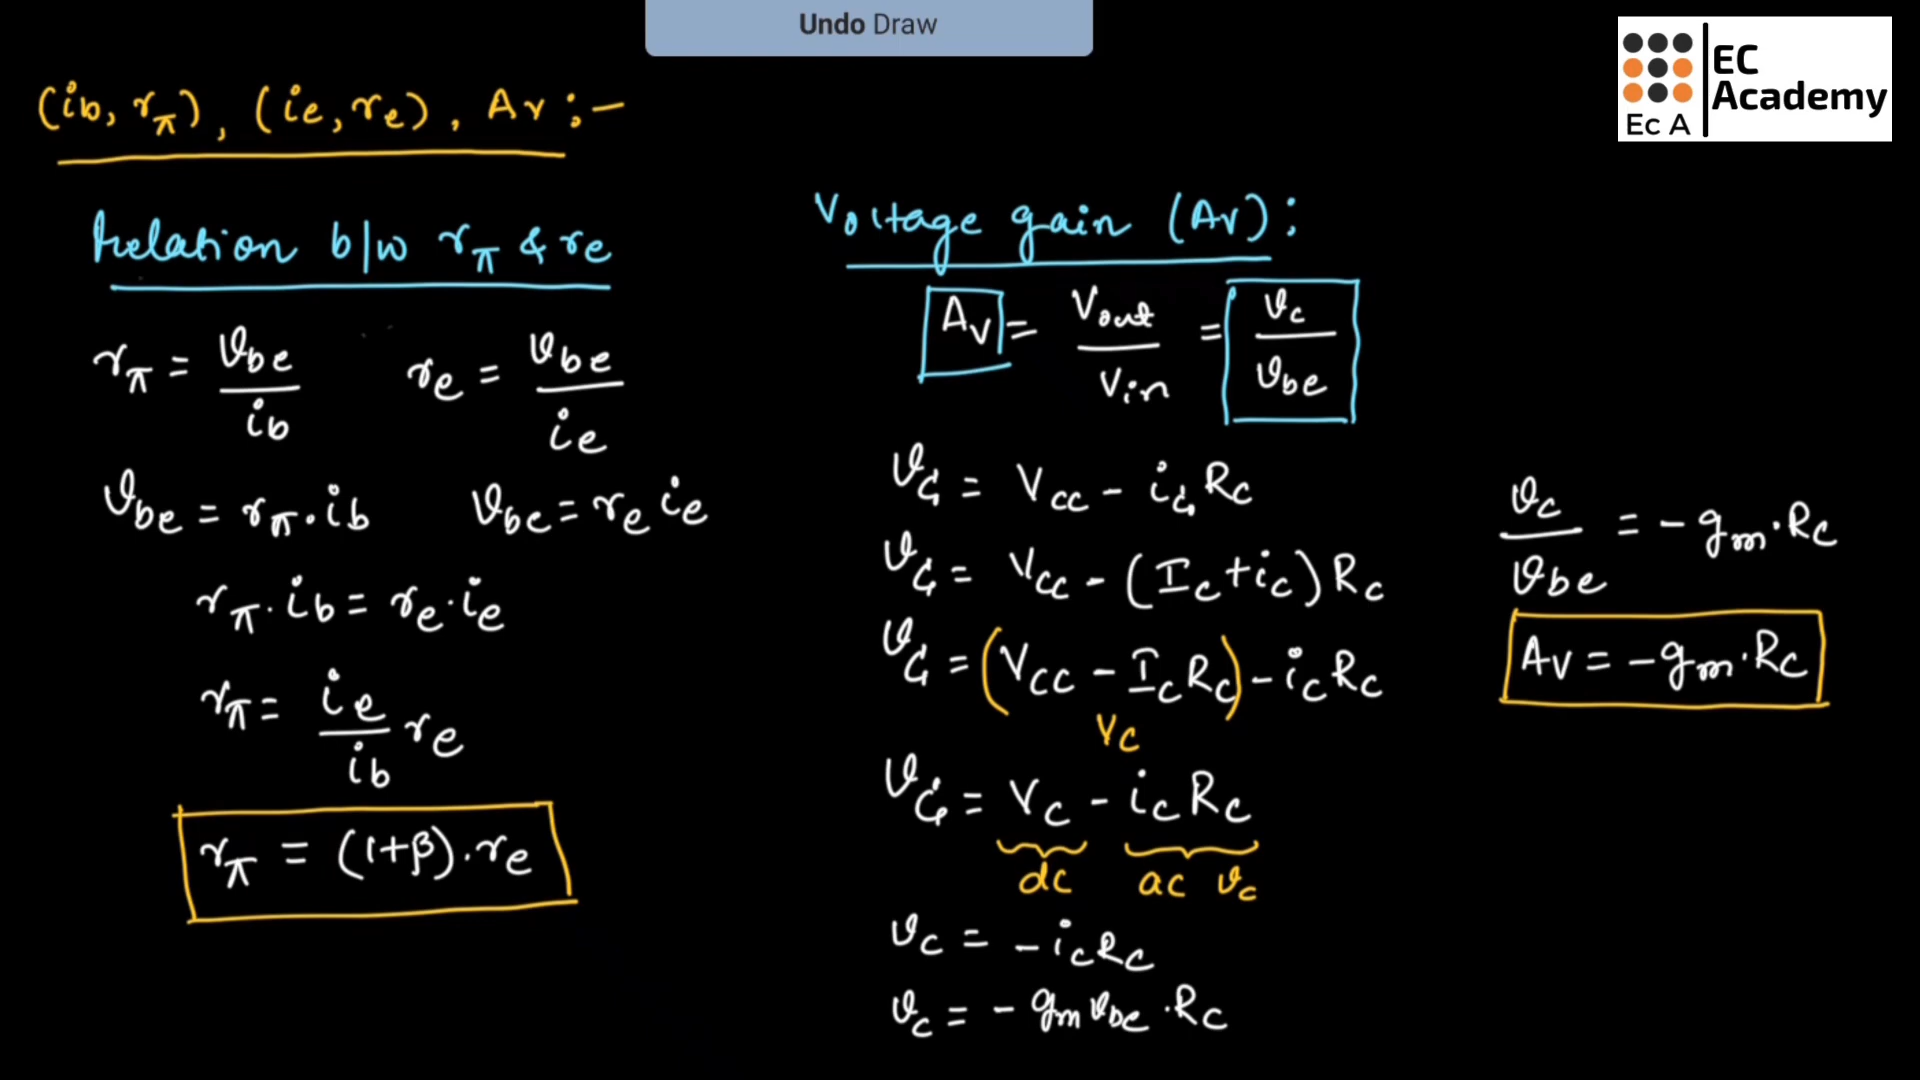 Undo Draw
EC
Academy
Ec A
(ib, rπ), (ie, re), Av :-
Relation b/w rπ & re
rπ = vbe/ib   re = vbe/ie
vbe = rπ·ib   vbe = re ie
rπ·ib = re·ie
rπ = ie/ib re
rπ = (1+β)·re
Voltage gain (Av):
Av = Vout/Vin = vc/vbe
vC = VCC - iC RC
vC = VCC - (IC + ic) RC
vC = (VCC - IC RC) - ic RC
VC
vC = VC - ic RC
dc   ac vc
vc = - ic RC
vc = - gm vbe · RC
vc/vbe = - gm · RC
Av = - gm · RC